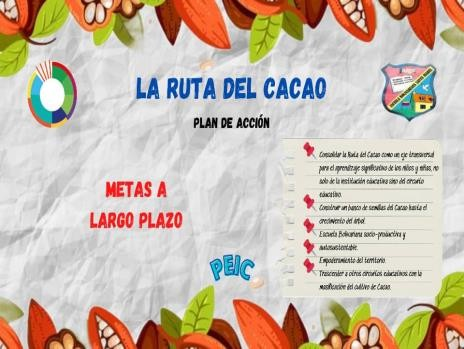 LA RUTA DEL CACAO
PLAN DE ACCIÓN
METAS A
LARGO PLAZO
Consolidar la Ruta del Cacao como un eje transversal
para el aprendizaje significativo de los niños y niñas, no
solo de la institución educativa sino del circuito
educativo.
Construir un banco de semillas del Cacao hasta el
crecimiento del árbol.
Escuela Bolivariana socio-productiva y
autosustentable.
Empoderamiento del territorio.
Trascender a otros circuitos educativos con la
masificación del cultivo de Cacao.
PEIC